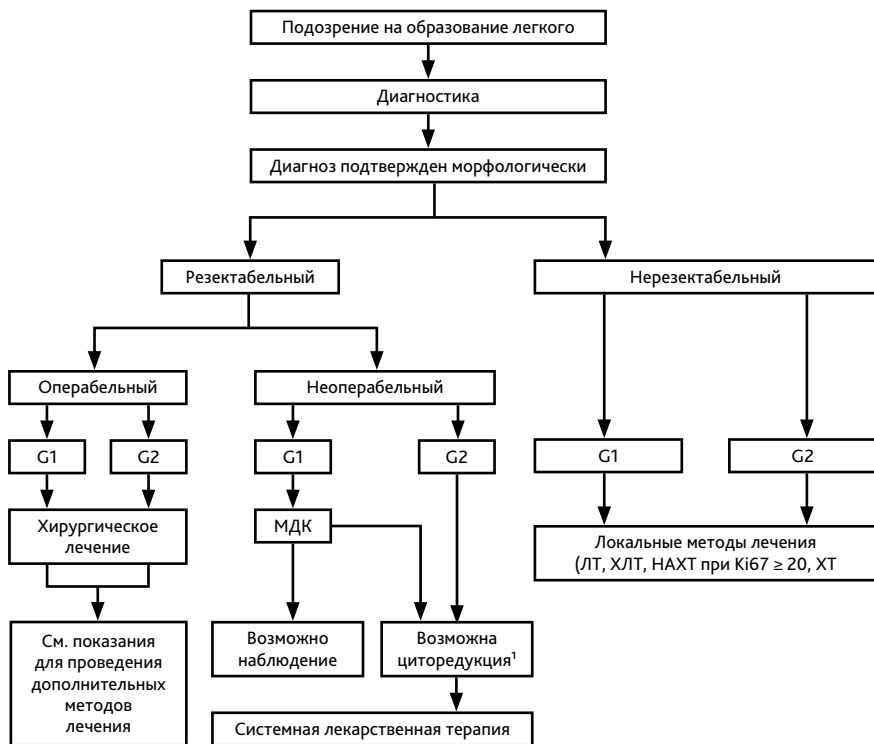 Подозрение на образование легкого
Диагностика
Диагноз подтвержден морфологически
Резектабельный
Нерезектабельный
Операбельный
Неоперабельный
G1
G2
G1
G2
G1
G2
Хирургическое
лечение
МДК
Локальные методы лечения
(ЛТ, ХЛТ, НАХТ при Ki67 ≥ 20, ХТ
См. показания
для проведения
дополнительных
методов
лечения
Возможно
наблюдение
Возможна
циторедукция¹
Системная лекарственная терапия